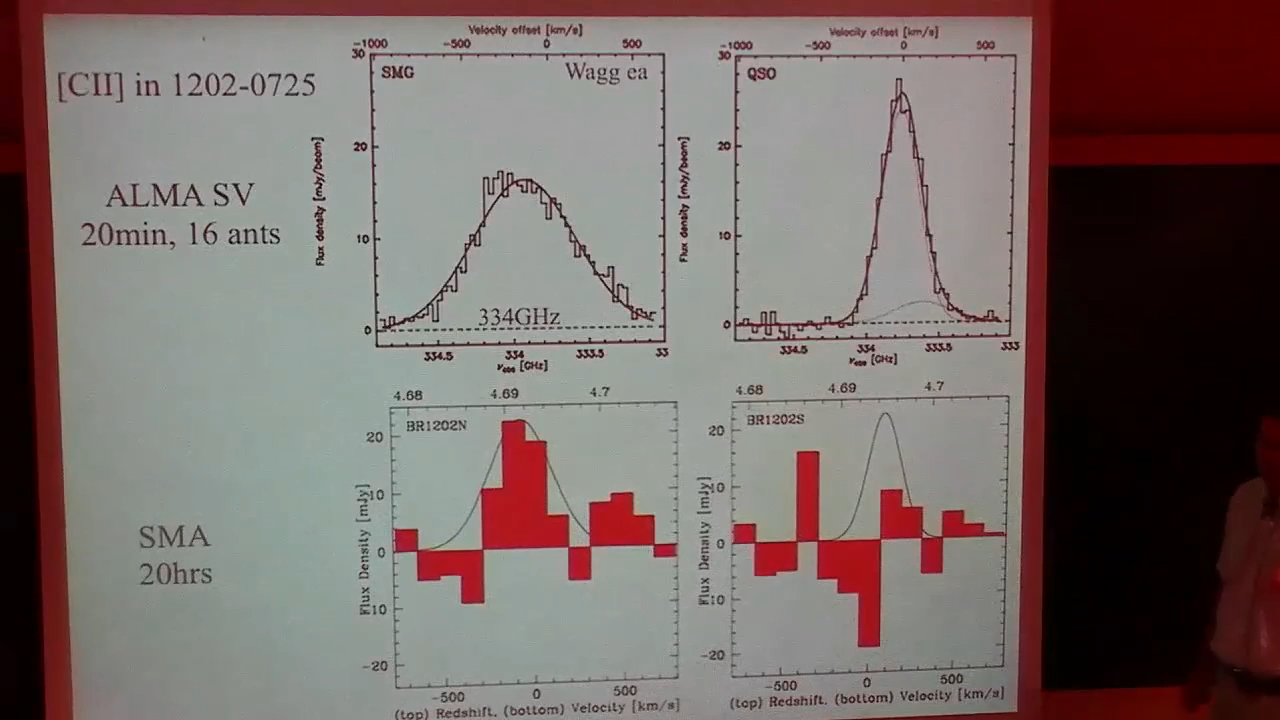 [CII] in 1202-0725
ALMA SV
20min, 16 ants
SMA
20hrs
Velocity offset [km/s]
-1000 -500 0 500
SMG
Wagg ea
30
20
10
0
Flux density [mJy/beam]
334GHz
334.5 334 333.5 33
[GHz]
Velocity offset [km/s]
-1000 -500 0 500
QSO
30
20
10
0
Flux density [mJy/beam]
334.5 334 333.5 333
[GHz]
4.68 4.69 4.7
BR1202N
20
10
0
-20
Flux Density [mJy]
-500 0 500
(top) Redshift. (bottom) Velocity [km/s]
4.68 4.69 4.7
BR1202S
20
10
0
-20
Flux Density [mJy]
-500 0 500
(top) Redshift. (bottom) Velocity [km/s]